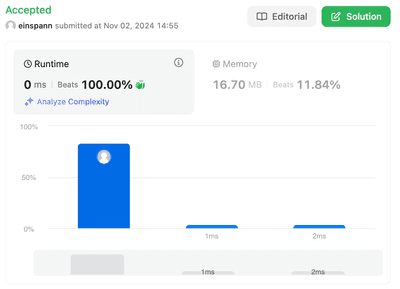 Accepted
einspann submitted at Nov 02, 2024 14:55
Editorial
Solution
Runtime
0 ms | Beats 100.00%
Analyze Complexity
Memory
16.70 MB | Beats 11.84%
100%
50%
0%
1ms
2ms
1ms
2ms